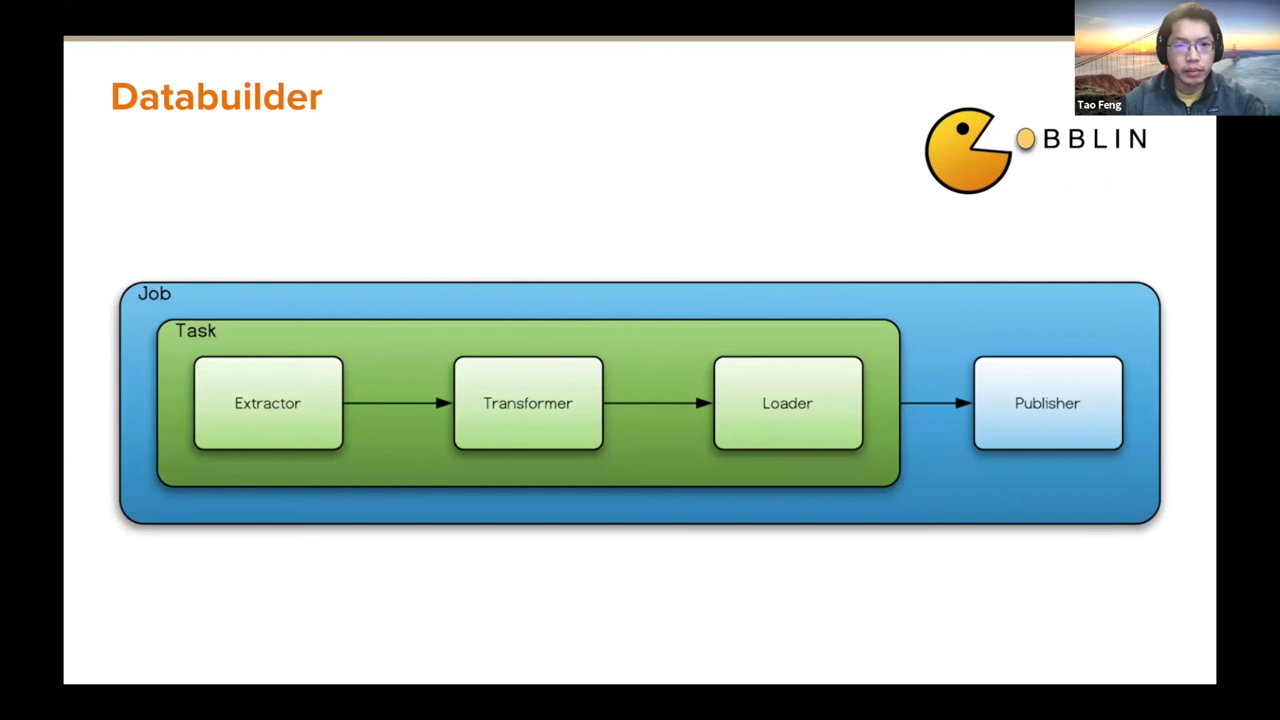 Databuilder
Tao Feng
BBLIN
Job
Task
Extractor
Transformer
Loader
Publisher